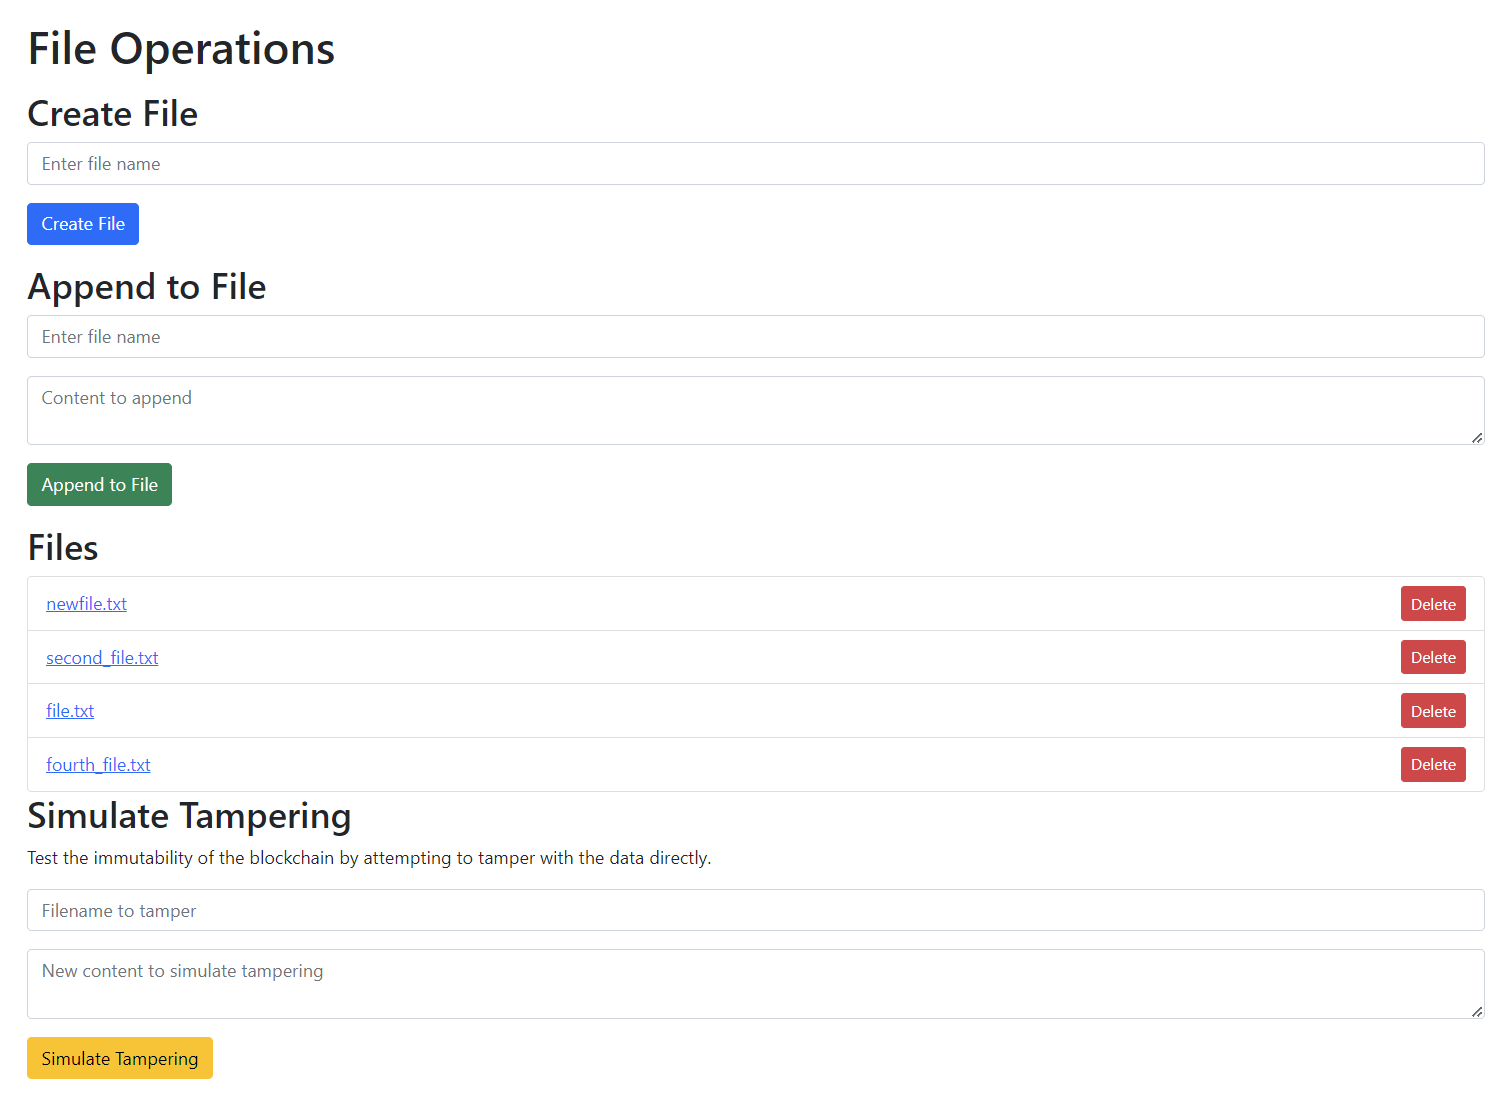 File Operations
Create File
Enter file name
Create File
Append to File
Enter file name
Content to append
Append to File
Files
newfile.txt Delete
second_file.txt Delete
file.txt Delete
fourth_file.txt Delete
Simulate Tampering
Test the immutability of the blockchain by attempting to tamper with the data directly.
Filename to tamper
New content to simulate tampering
Simulate Tampering